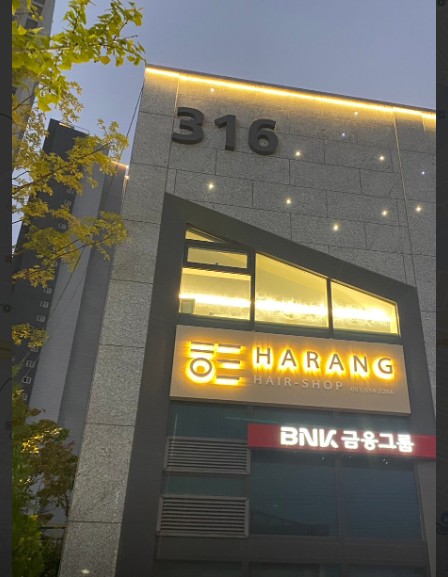 316
HARANG
HAIR-SHOP
BNK 금융그룹